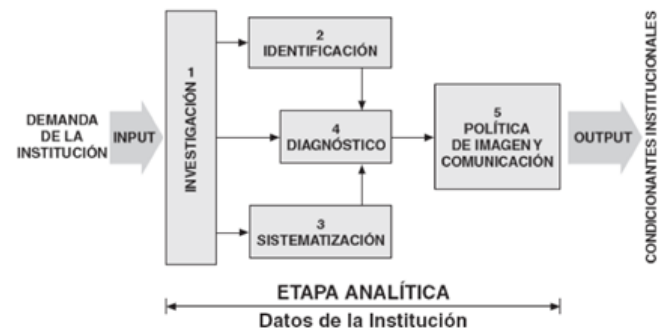 DEMANDA
DE LA
INSTITUCIÓN
INPUT
INVESTIGACIÓN 1
2
IDENTIFICACIÓN
4
DIAGNÓSTICO
3
SISTEMATIZACIÓN
5
POLÍTICA
DE IMAGEN Y
COMUNICACIÓN
OUTPUT
CONDICIONANTES INSTITUCIONALES
ETAPA ANALÍTICA
Datos de la Institución